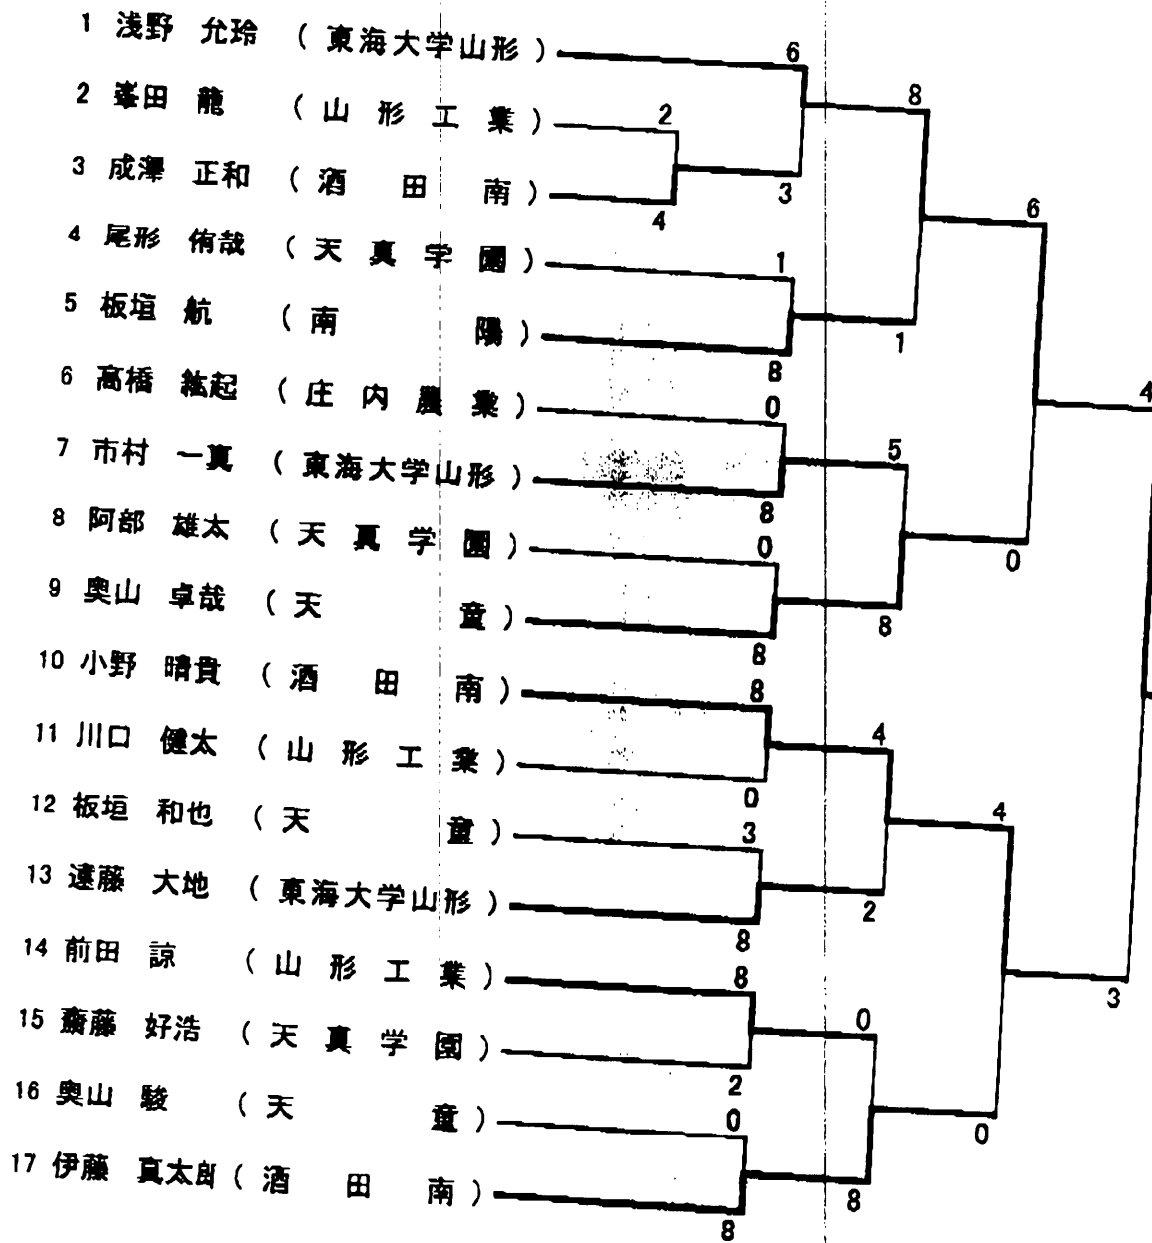 1 浅野 允玲 (東海大学山形) 6
8
2 峯田 龍 (山形工業) 2
3 成澤 正和 (酒田南) 3
4
6
4 尾形 侑哉 (天真学園) 1
5 板垣 航 (南陽) 1
8
6 高橋 紘起 (庄内農業) 0
4
7 市村 一真 (東海大学山形) 5
8
8 阿部 雄太 (天真学園) 0
0
9 奥山 卓哉 (天童) 8
8
10 小野 晴貴 (酒田南) 8
11 川口 健太 (山形工業) 4
0
12 板垣 和也 (天童) 3
4
13 遠藤 大地 (東海大学山形) 2
8
14 前田 諒 (山形工業) 8
3
15 齋藤 好浩 (天真学園) 0
2
16 奥山 駿 (天童) 0
0
17 伊藤 真太郎 (酒田南) 8
8